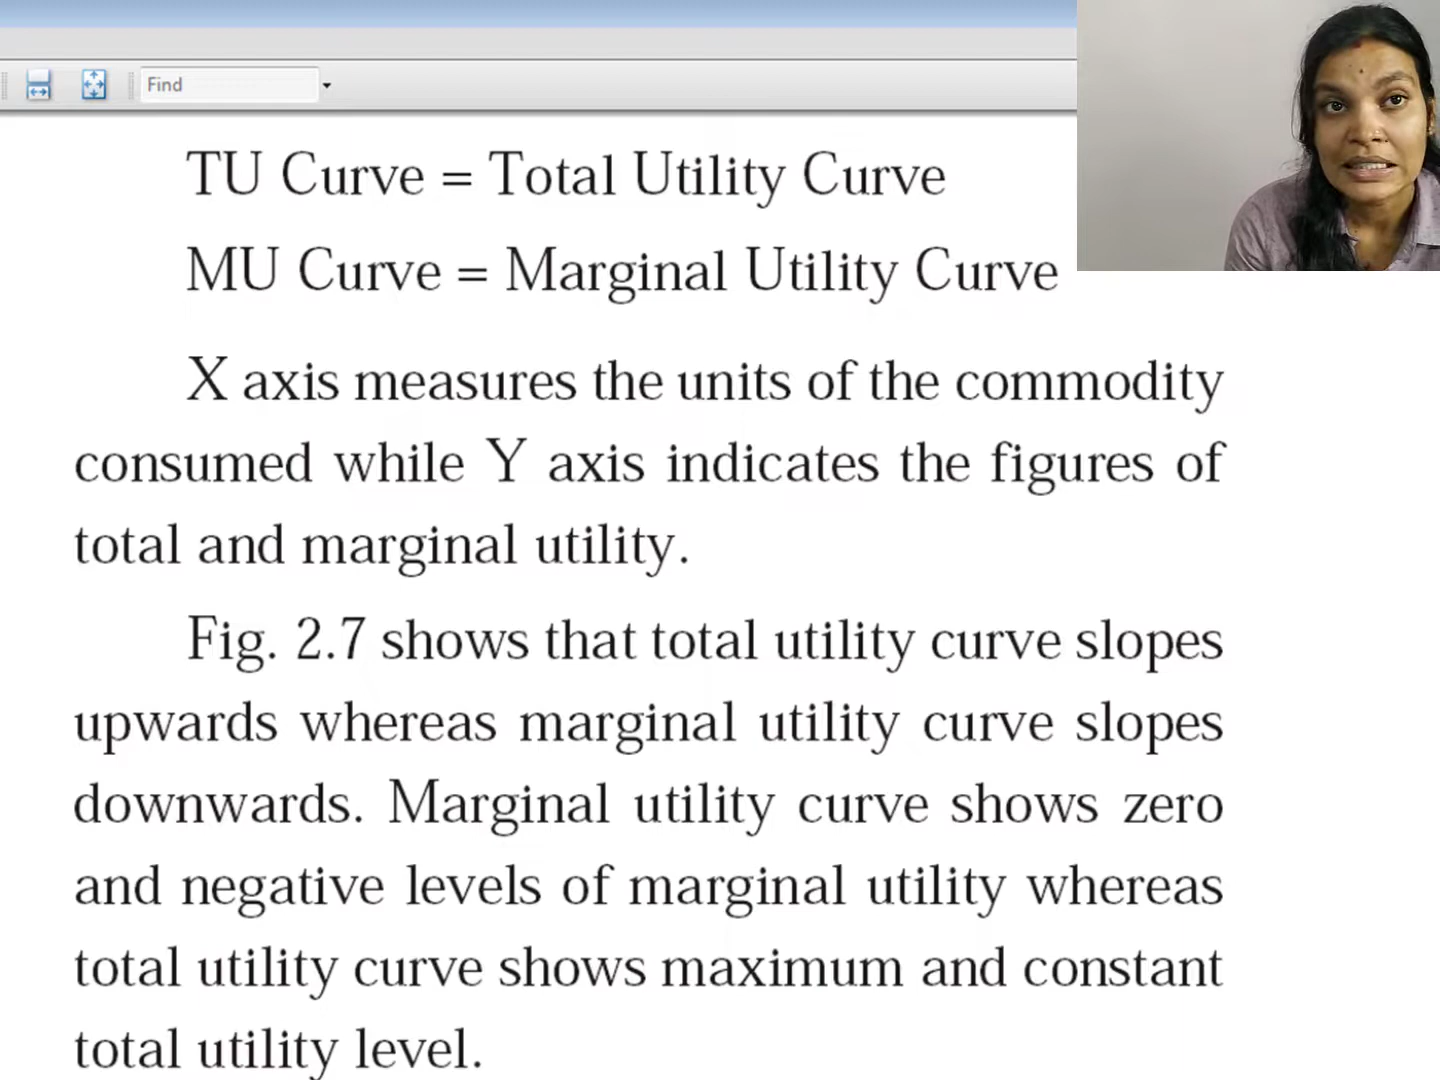 Find
TU Curve = Total Utility Curve
MU Curve = Marginal Utility Curve
X axis measures the units of the commodity
consumed while Y axis indicates the figures of
total and marginal utility.
Fig. 2.7 shows that total utility curve slopes
upwards whereas marginal utility curve slopes
downwards. Marginal utility curve shows zero
and negative levels of marginal utility whereas
total utility curve shows maximum and constant
total utility level.